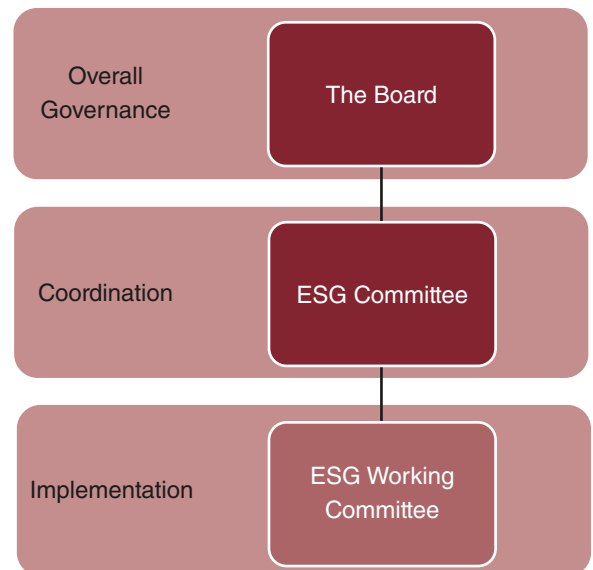 Overall
Governance
The Board
Coordination
ESG Committee
Implementation
ESG Working
Committee